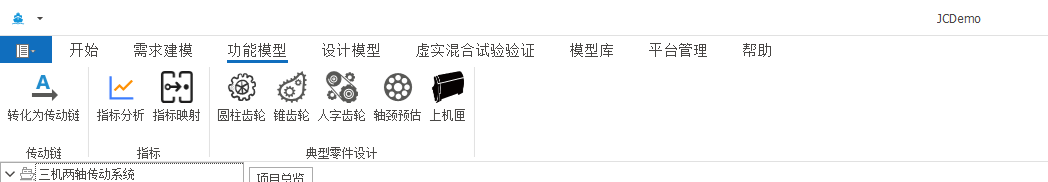 JCDemo
开始 需求建模 功能模型 设计模型 虚实混合试验验证 模型库 平台管理 帮助
转化为传动链 指标分析 指标映射 圆柱齿轮 锥齿轮 人字齿轮 轴颈预估 上机匣
传动链 指标 典型零件设计
三机两轴传动系统 项目总览